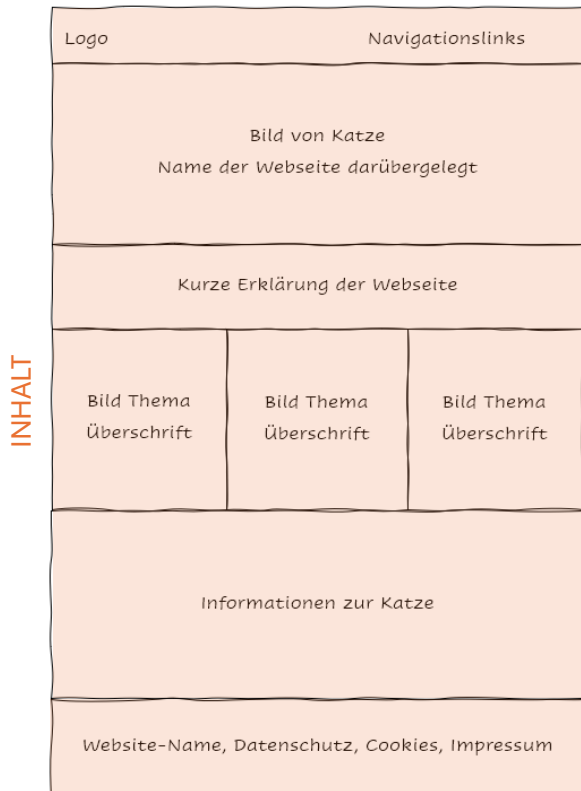 Logo
Navigationslinks
Bild von Katze
Name der Webseite darübergelegt
Kurze Erklärung der Webseite
INHALT
Bild Thema
Überschrift
Bild Thema
Überschrift
Bild Thema
Überschrift
Informationen zur Katze
Website-Name, Datenschutz, Cookies, Impressum